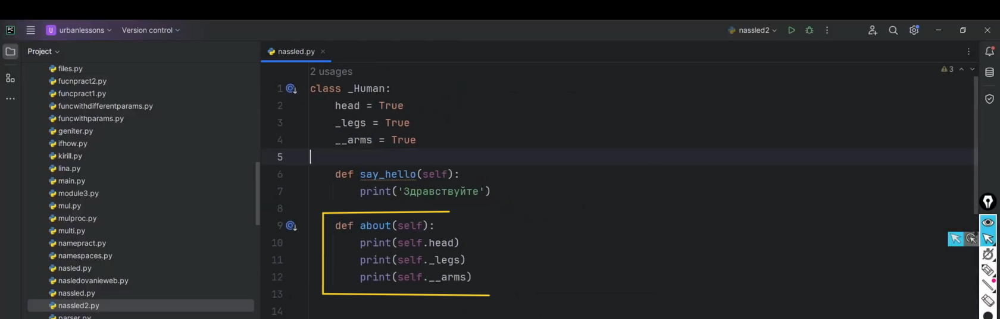 PC
U urbanlessons
Version control
nassled2
Project
nassled.py
files.py
fucnpract2.py
funcpract1.py
funcwithdifferentparams.py
funcwithparams.py
geniter.py
ifhow.py
kirill.py
lina.py
main.py
module3.py
mul.py
mulproc.py
multi.py
namepract.py
namespaces.py
nasled.py
nasledovanieweb.py
nassled.py
nassled2.py
parser.py
2 usages
3
1 class _Human:
2 head = True
3 _legs = True
4 __arms = True
5
6 def say_hello(self):
7 print('Здравствуйте')
8
9 def about(self):
10 print(self.head)
11 print(self._legs)
12 print(self.__arms)
13
14